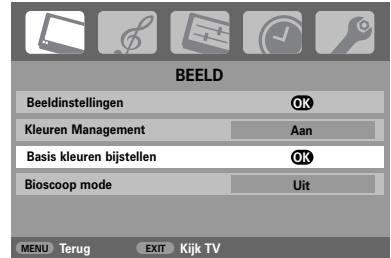 BEELD
Beeldinstellingen OK
Kleuren Management Aan
Basis kleuren bijstellen OK
Bioscoop mode Uit
MENU Terug EXIT Kijk TV